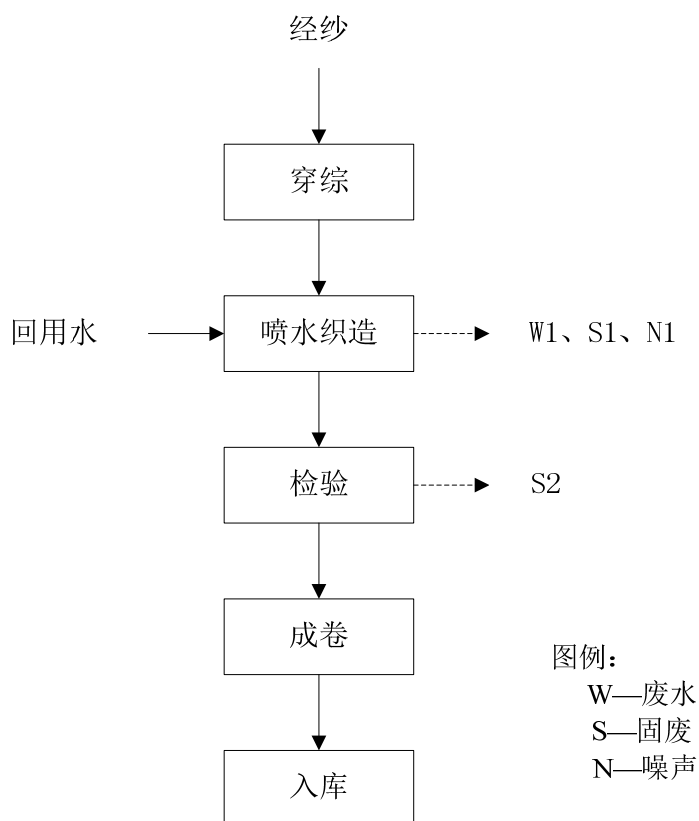 经纱
穿综
回用水
喷水织造
W1、S1、N1
检验
S2
成卷
图例：
W—废水
S—固废
N—噪声
入库